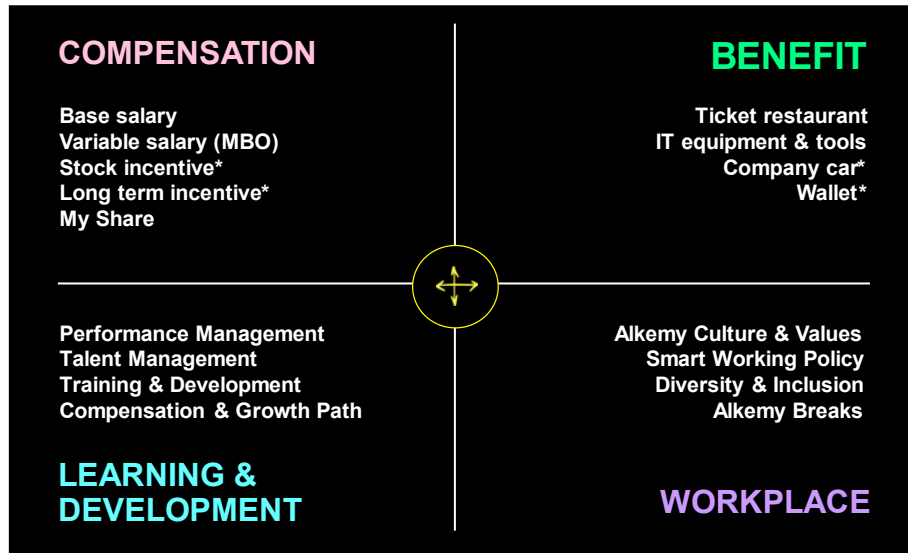 COMPENSATION
Base salary
Variable salary (MBO)
Stock incentive*
Long term incentive*
My Share
BENEFIT
Ticket restaurant
IT equipment & tools
Company car*
Wallet*
Performance Management
Talent Management
Training & Development
Compensation & Growth Path
LEARNING &
DEVELOPMENT
Alkemy Culture & Values
Smart Working Policy
Diversity & Inclusion
Alkemy Breaks
WORKPLACE